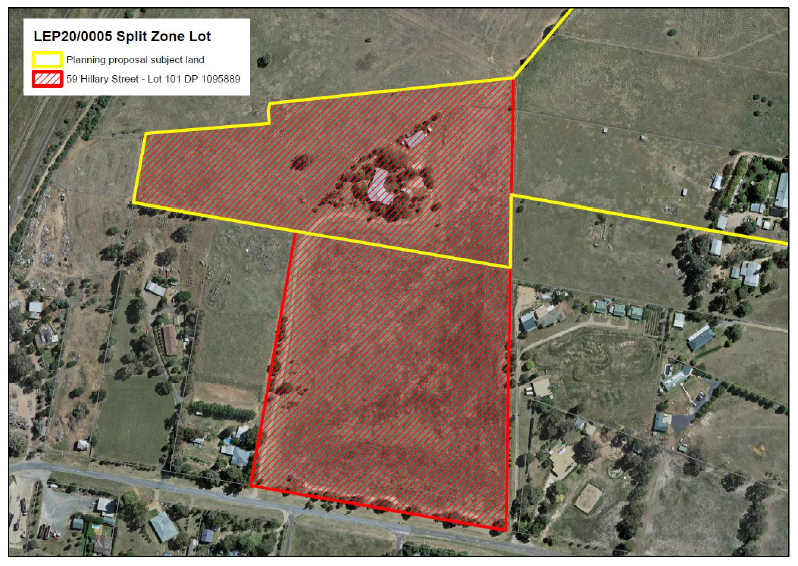 LEP20/0005 Split Zone Lot
Planning proposal subject land
59 Hillary Street - Lot 101 DP 1095889